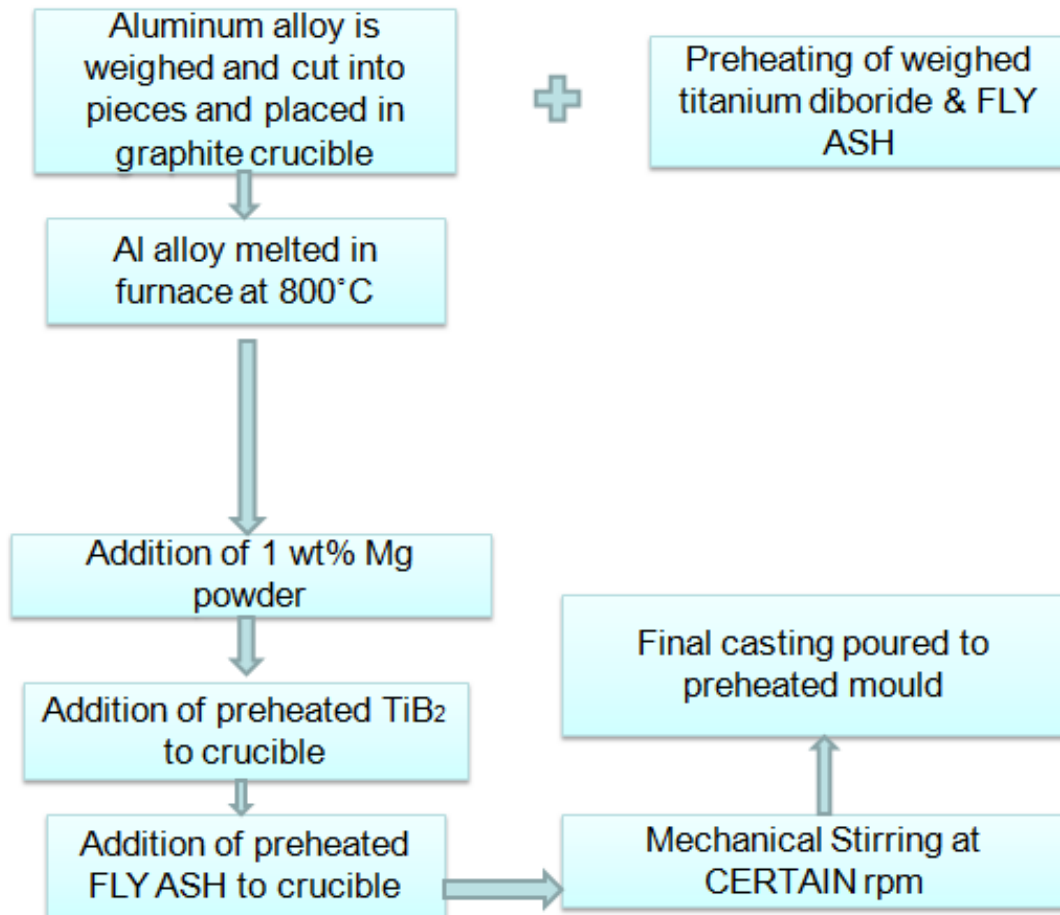 Aluminum alloy is
weighed and cut into
pieces and placed in
graphite crucible
Preheating of weighed
titanium diboride & FLY
ASH
Al alloy melted in
furnace at 800°C
Addition of 1 wt% Mg
powder
Addition of preheated TiB₂
to crucible
Addition of preheated
FLY ASH to crucible
Mechanical Stirring at
CERTAIN rpm
Final casting poured to
preheated mould